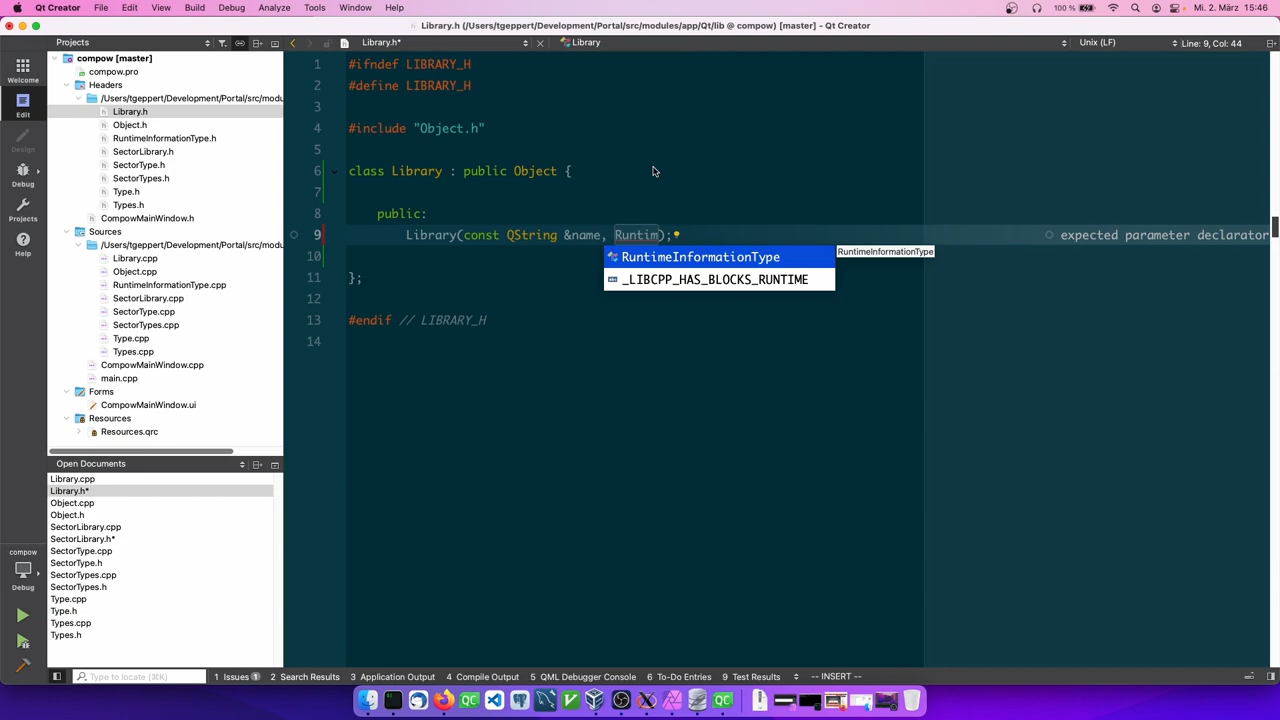 Qt Creator File Edit View Build Debug Analyze Tools Window Help 100 % Mi. 2. März 15:46
Library.h (/Users/tgeppert/Development/Portal/src/modules/app/Qt/lib @ compow) [master] - Qt Creator
Projects Library.h* Library Unix (LF) Line: 9, Col: 44
Welcome
Edit
Design
Debug
Projects
Help
compow
Debug
compow [master]
compow.pro
Headers
/Users/tgeppert/Development/Portal/src/modu
Library.h
Object.h
RuntimeInformationType.h
SectorLibrary.h
SectorType.h
SectorTypes.h
Type.h
Types.h
CompowMainWindow.h
Sources
/Users/tgeppert/Development/Portal/src/modu
Library.cpp
Object.cpp
RuntimeInformationType.cpp
SectorLibrary.cpp
SectorType.cpp
SectorTypes.cpp
Type.cpp
Types.cpp
CompowMainWindow.cpp
main.cpp
Forms
CompowMainWindow.ui
Resources
Resources.qrc
Open Documents
Library.cpp
Library.h*
Object.cpp
Object.h
SectorLibrary.cpp
SectorLibrary.h*
SectorType.cpp
SectorType.h
SectorTypes.cpp
SectorTypes.h
Type.cpp
Type.h
Types.cpp
Types.h
1 #ifndef LIBRARY_H
2 #define LIBRARY_H
3
4 #include "Object.h"
5
6 class Library : public Object {
7
8 public:
9 Library(const QString &name, Runtim); expected parameter declarator
10
11 };
12
13 #endif // LIBRARY_H
14
RuntimeInformationType RuntimeInformationType
_LIBCPP_HAS_BLOCKS_RUNTIME
Type to locate (⌘K) 1 Issues 1 2 Search Results 3 Application Output 4 Compile Output 5 QML Debugger Console 6 To-Do Entries 9 Test Results -- INSERT --